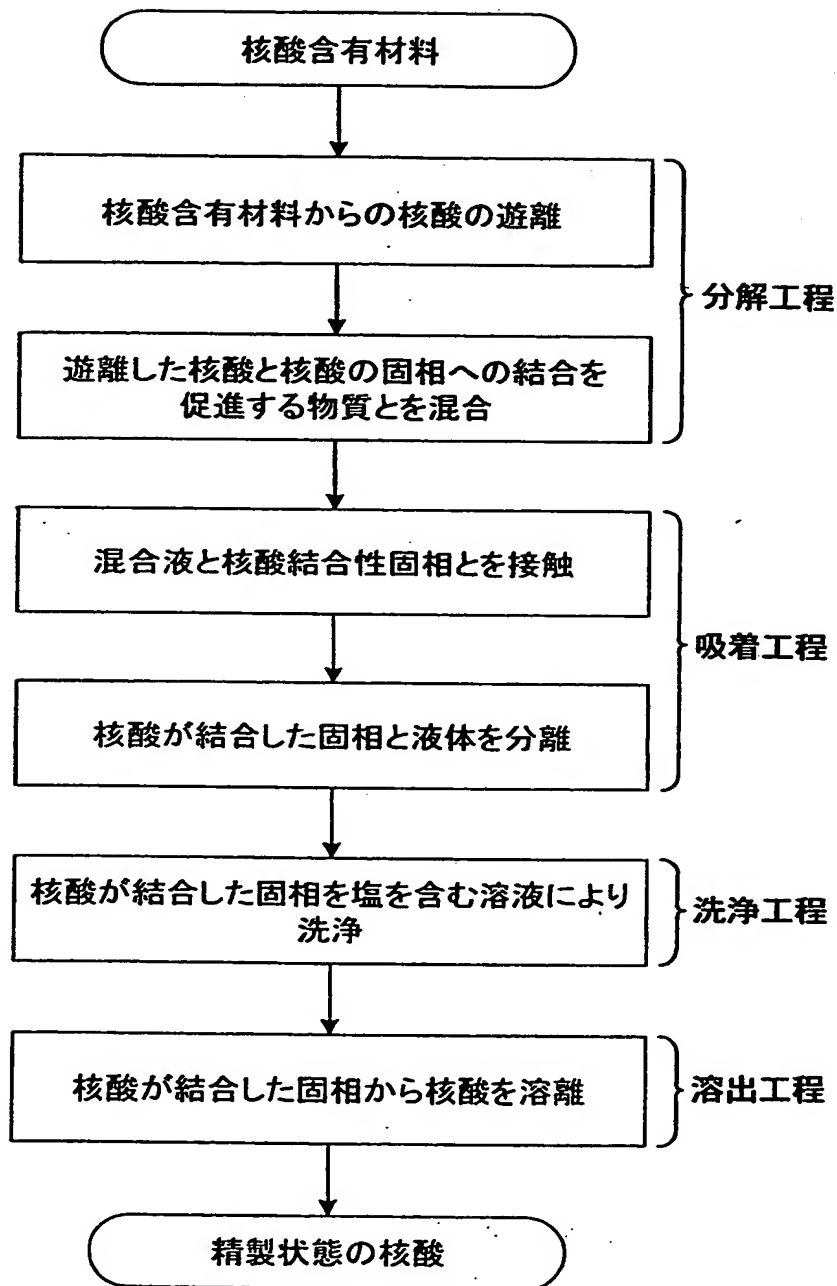 核酸含有材料
核酸含有材料からの核酸の遊離
遊離した核酸と核酸の固相への結合を
促進する物質とを混合
分解工程
混合液と核酸結合性固相とを接触
核酸が結合した固相と液体を分離
吸着工程
核酸が結合した固相を塩を含む溶液により
洗浄
洗浄工程
核酸が結合した固相から核酸を溶離
溶出工程
精製状態の核酸